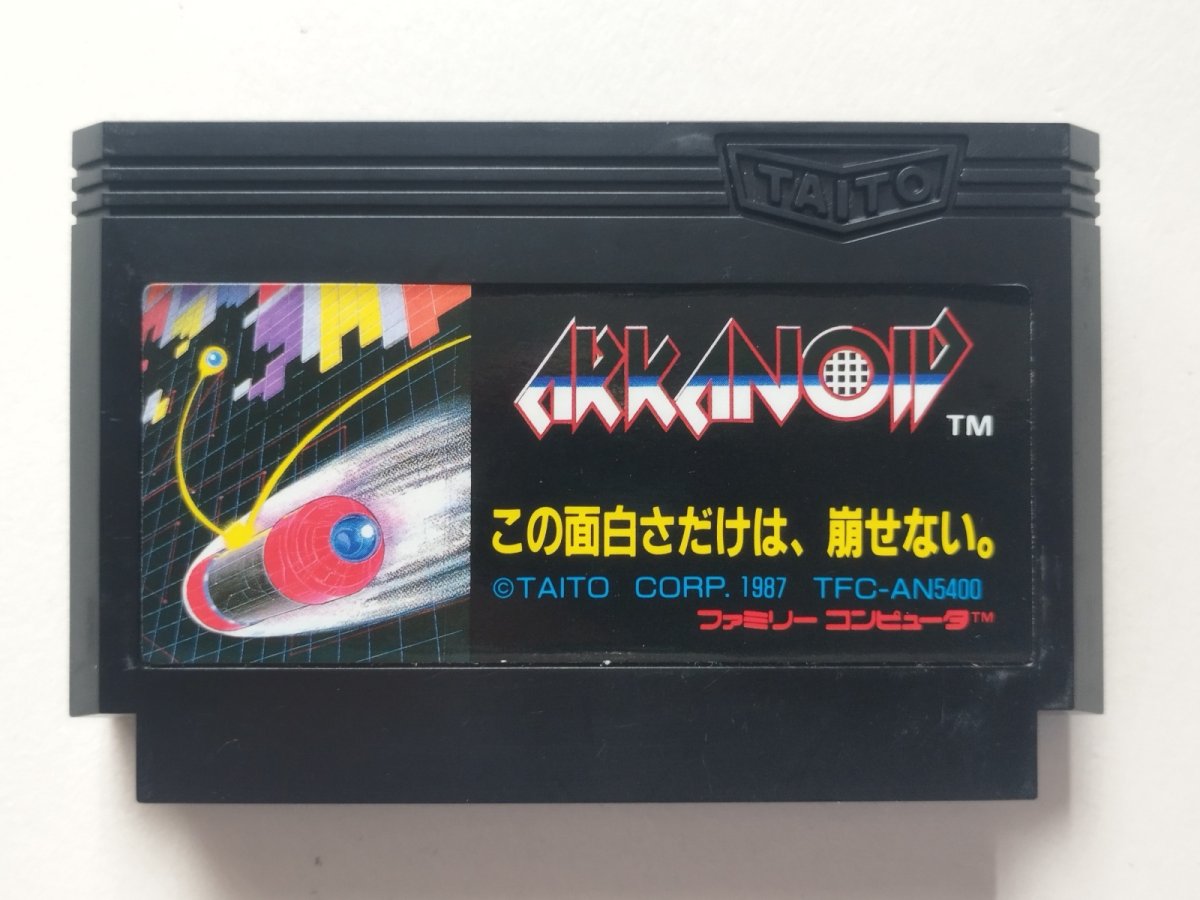 TAITO
ARKANOID TM
この面白さだけは、崩せない。
©TAITO CORP. 1987 TFC-AN5400
ファミリーコンピュータ™